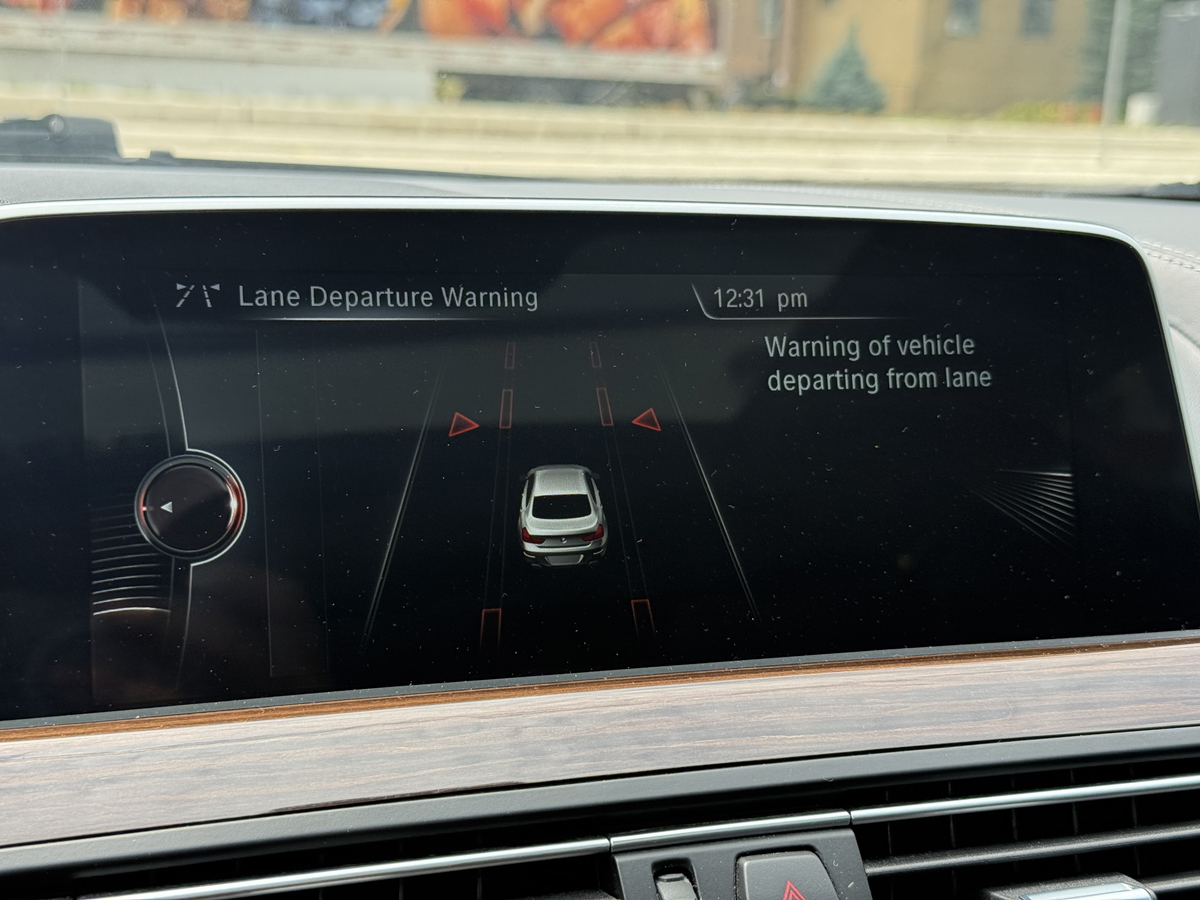 Lane Departure Warning
12:31 pm
Warning of vehicle
departing from lane